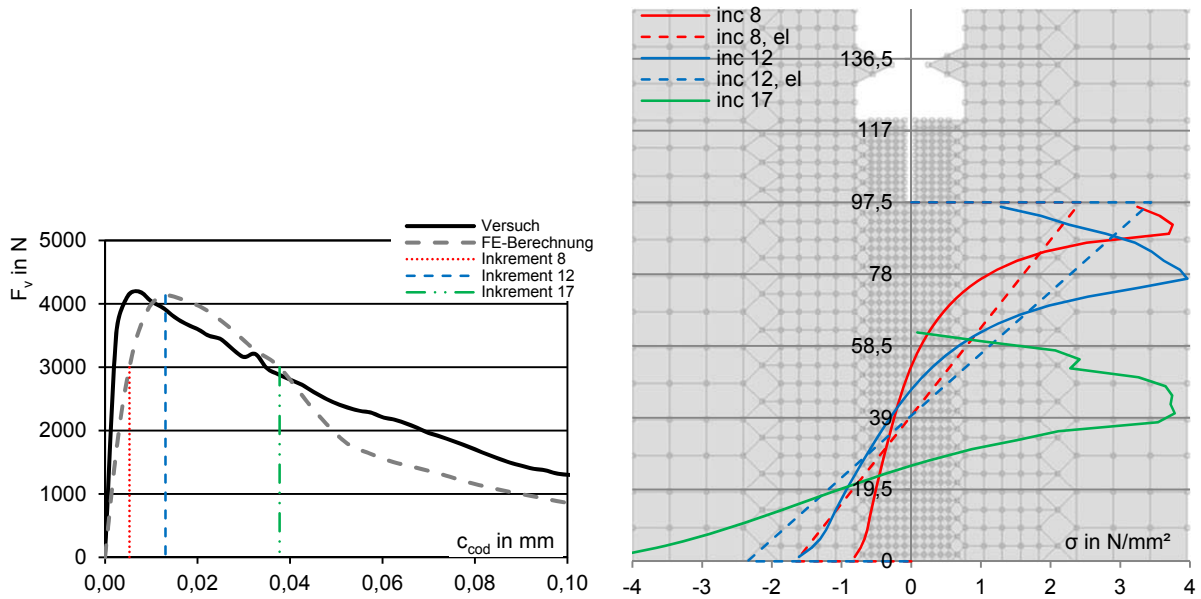 Versuch
FE-Berechnung
Inkrement 8
Inkrement 12
Inkrement 17
F_v in N
5000
4000
3000
2000
1000
0
c_cod in mm
0,00 0,02 0,04 0,06 0,08 0,10
inc 8
inc 8, el
inc 12
inc 12, el
inc 17
136,5
117
97,5
78
58,5
39
19,5
0
σ in N/mm²
-4 -3 -2 -1 0 1 2 3 4